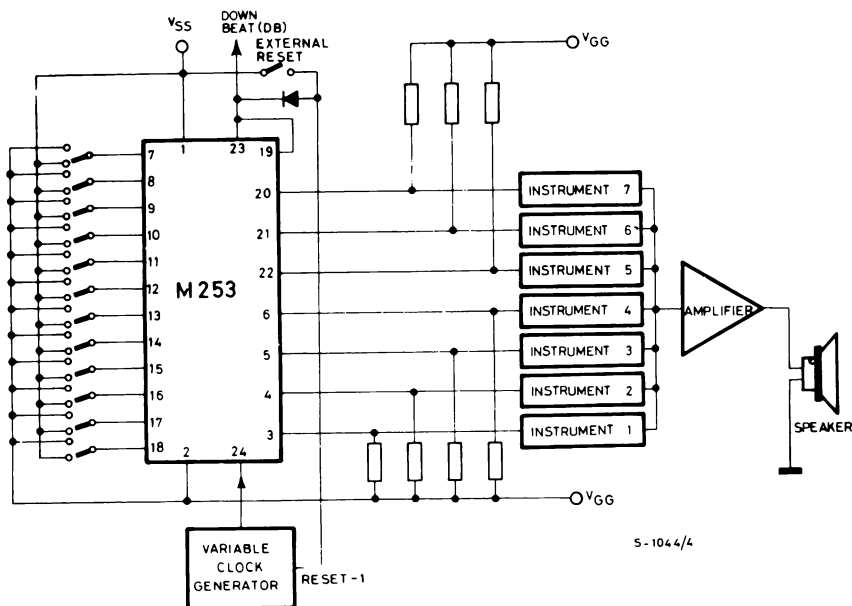 VSS
DOWN
BEAT(DB)
EXTERNAL
RESET
VGG
1
23
19
7
8
9
10
11
12
13
14
15
16
17
18
M253
20
21
22
6
5
4
3
2
24
INSTRUMENT 7
INSTRUMENT 6
INSTRUMENT 5
INSTRUMENT 4
INSTRUMENT 3
INSTRUMENT 2
INSTRUMENT 1
AMPLIFIER
SPEAKER
VGG
VARIABLE
CLOCK
GENERATOR
RESET-1
S-1044/4